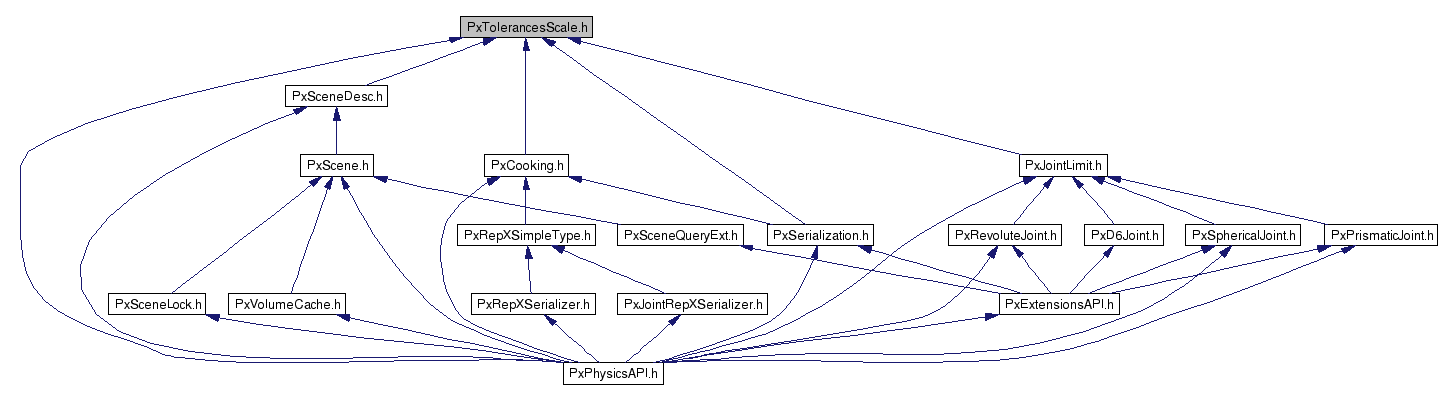 PxTolerancesScale.h
PxSceneDesc.h
PxScene.h
PxCooking.h
PxJointLimit.h
PxRepXSimpleType.h
PxSceneQueryExt.h
PxSerialization.h
PxRevoluteJoint.h
PxD6Joint.h
PxSphericalJoint.h
PxPrismaticJoint.h
PxSceneLock.h
PxVolumeCache.h
PxRepXSerializer.h
PxJointRepXSerializer.h
PxExtensionsAPI.h
PxPhysicsAPI.h